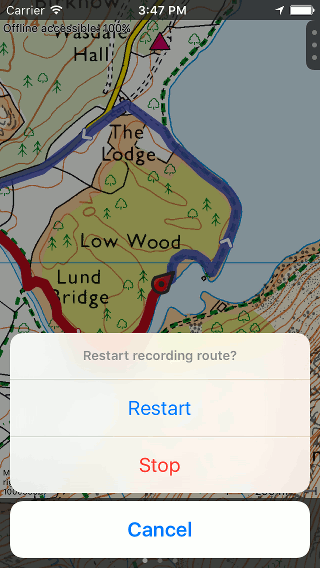 Carrier 3:47 PM 100%
Offline accessible: 100%
Wasdale
Hall
The
Lodge
Low Wood
Lund
Bridge
Restart recording route?
Restart
Stop
Cancel